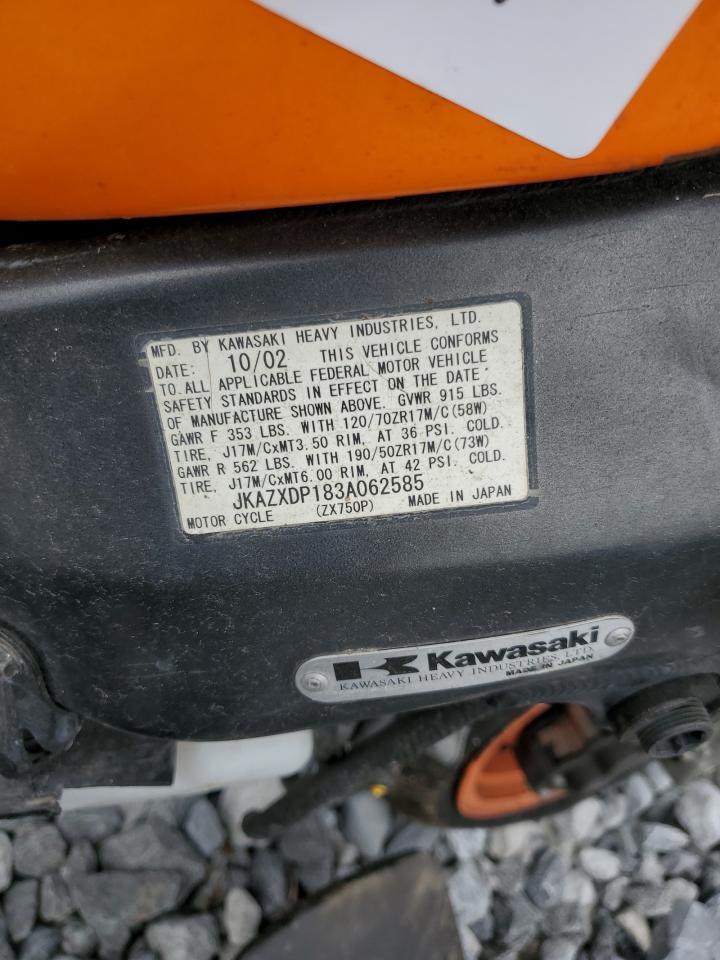 MFD. BY KAWASAKI HEAVY INDUSTRIES, LTD.
DATE: 10/02 THIS VEHICLE CONFORMS
TO ALL APPLICABLE FEDERAL MOTOR VEHICLE
SAFETY STANDARDS IN EFFECT ON THE DATE
OF MANUFACTURE SHOWN ABOVE. GVWR 915 LBS.
GAWR F 353 LBS. WITH 120/70ZR17M/C(58W)
TIRE, J17M/CxMT3.50 RIM, AT 36 PSI. COLD.
GAWR R 562 LBS. WITH 190/50ZR17M/C(73W)
TIRE, J17M/CxMT6.00 RIM, AT 42 PSI. COLD.
JKAZXDP183A062585
MOTOR CYCLE (ZX750P) MADE IN JAPAN
K Kawasaki
KAWASAKI HEAVY INDUSTRIES, LTD.
MADE IN JAPAN